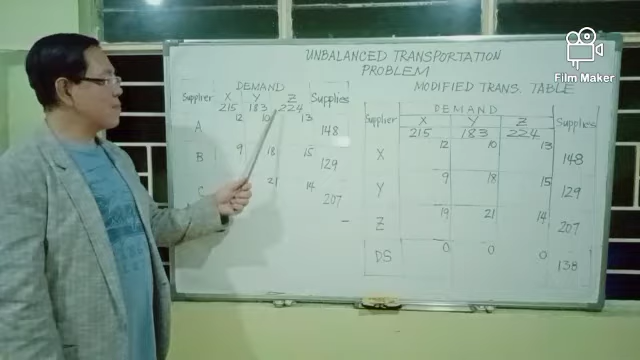 UNBALANCED TRANSPORTATION
PROBLEM
DEMAND
Supplier X Y Z Supplies
215 183 224
A 12 10 13 148
B 9 18 15 129
C 21 14 207
MODIFIED TRANS. TABLE
DEMAND
Supplier X Y Z Supplies
215 183 224
X 12 10 13 148
Y 9 18 15 129
Z 19 21 14 207
DS 0 0 0 138
Film Maker